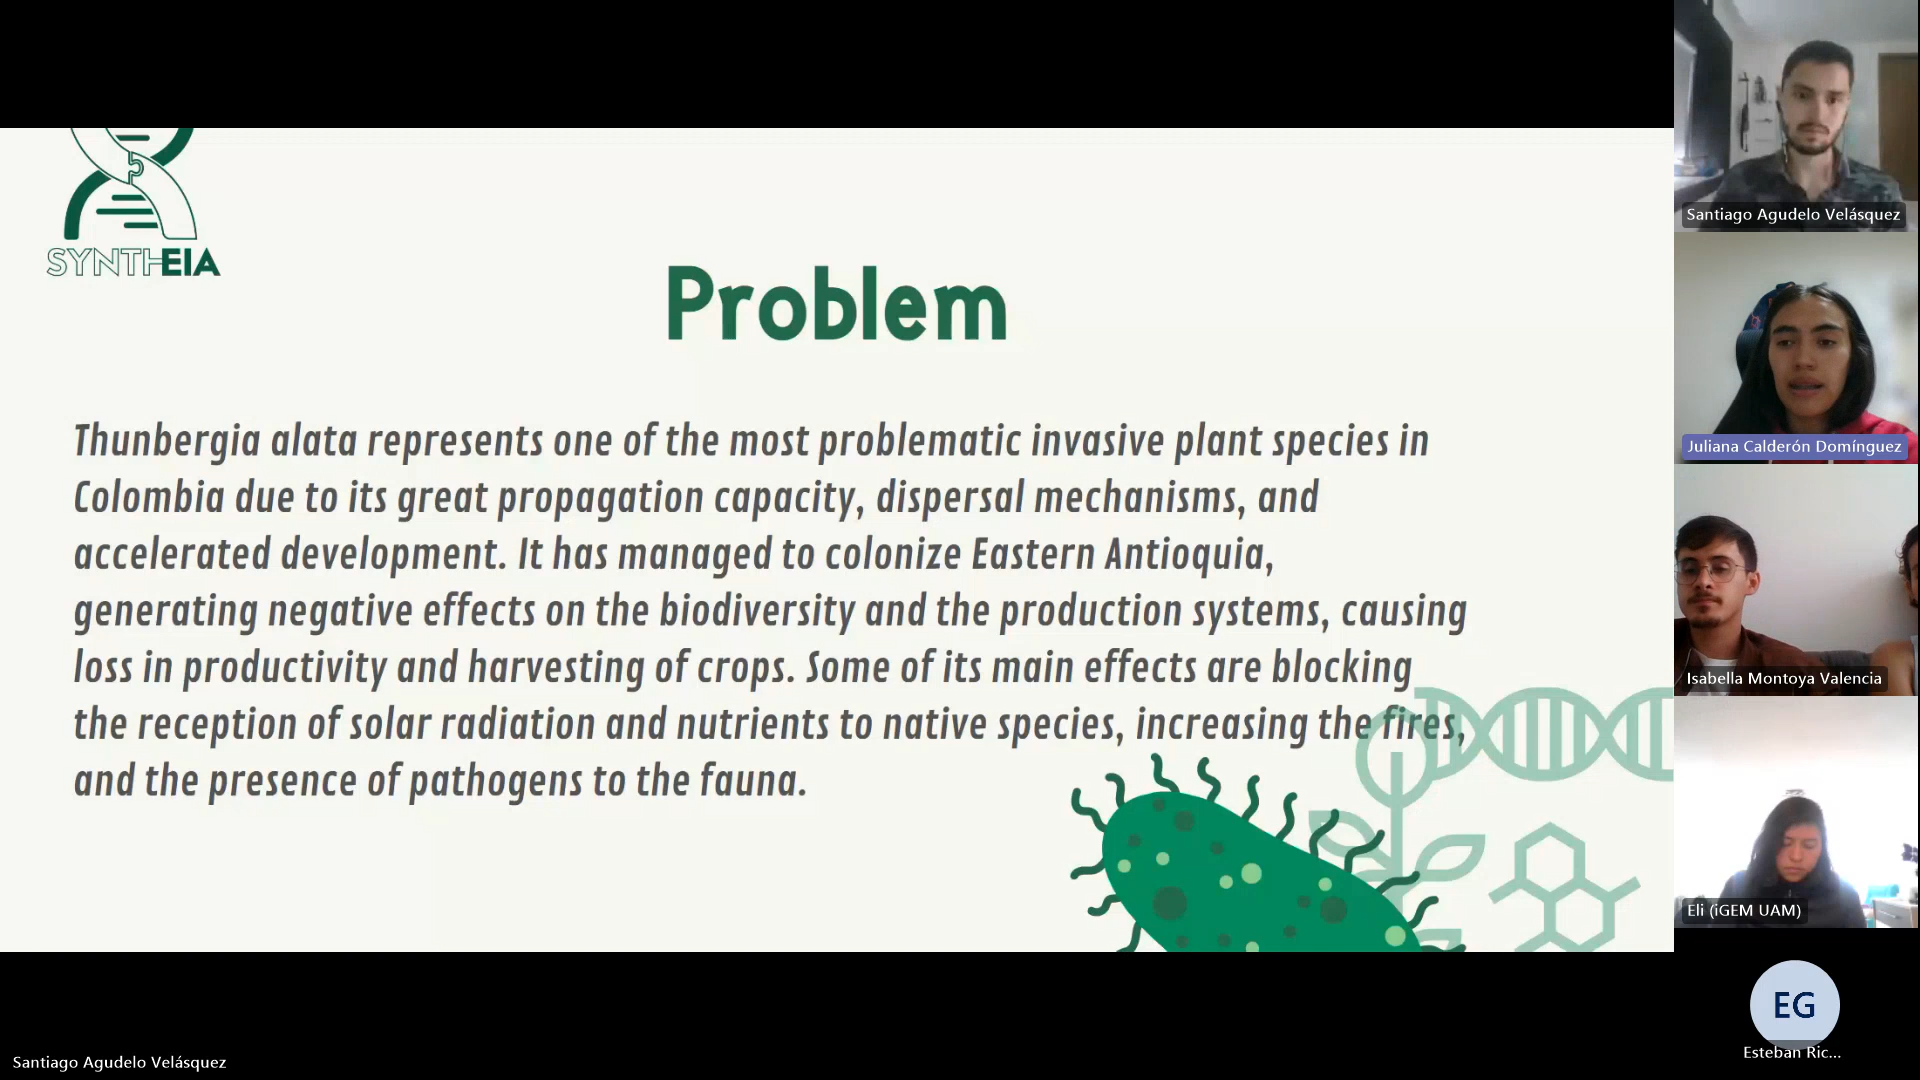 SYNTHEIA
Problem
Thunbergia alata represents one of the most problematic invasive plant species in
Colombia due to its great propagation capacity, dispersal mechanisms, and
accelerated development. It has managed to colonize Eastern Antioquia,
generating negative effects on the biodiversity and the production systems, causing
loss in productivity and harvesting of crops. Some of its main effects are blocking
the reception of solar radiation and nutrients to native species, increasing the fires,
and the presence of pathogens to the fauna.
Santiago Agudelo Velásquez
Juliana Calderón Domínguez
Isabella Montoya Valencia
Eli (iGEM UAM)
EG
Esteban Ric...
Santiago Agudelo Velásquez